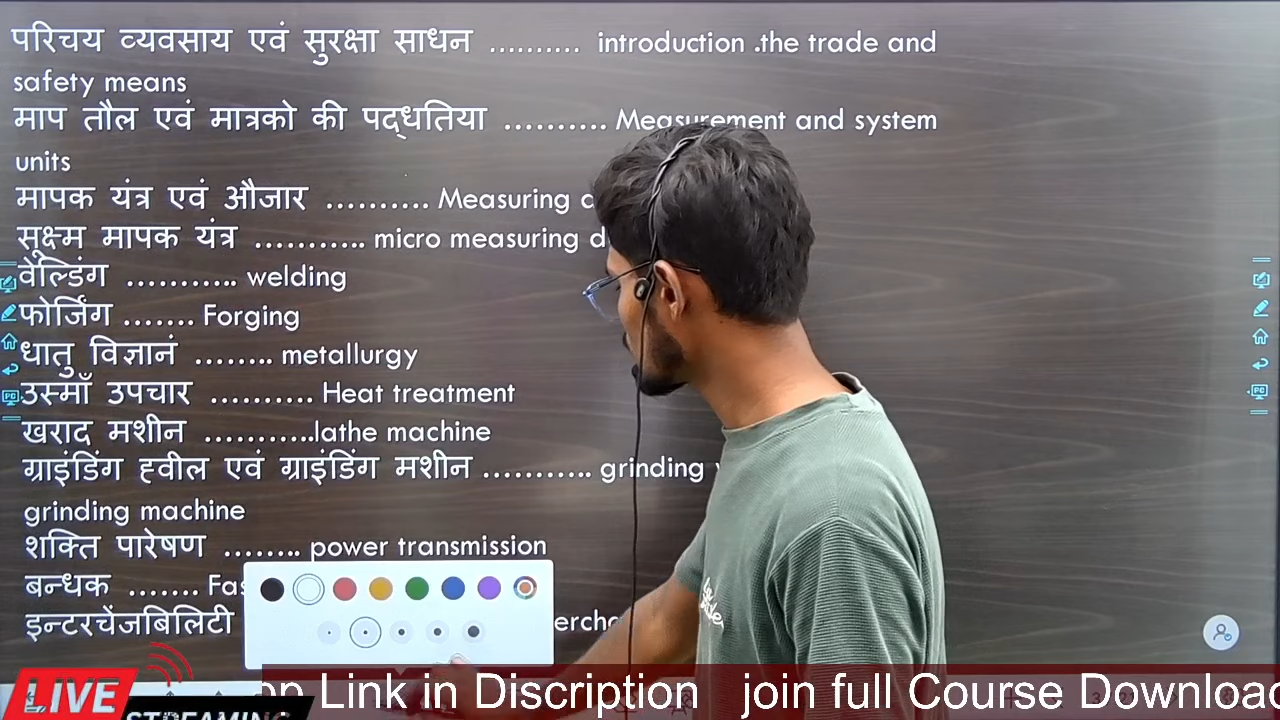 परिचय व्यवसाय एवं सुरक्षा साधन .......... introduction .the trade and
safety means
माप तौल एवं मात्रको की पद्धतिया .......... Measurement and system
units
मापक यंत्र एवं औजार .......... Measuring
सूक्ष्म मापक यंत्र ........... micro measuring
वेल्डिंग ........... welding
फोर्जिंग ....... Forging
धातु विज्ञानं ........ metallurgy
उस्माँ उपचार .......... Heat treatment
खराद मशीन ...........lathe machine
ग्राइंडिंग ह्वील एवं ग्राइंडिंग मशीन ........... grinding
grinding machine
शक्ति पारेषण ........ power transmission
बन्धक .......
इन्टरचेंजबिलिटी
LIVE
STREAMING
Link in Discription join full Course Download